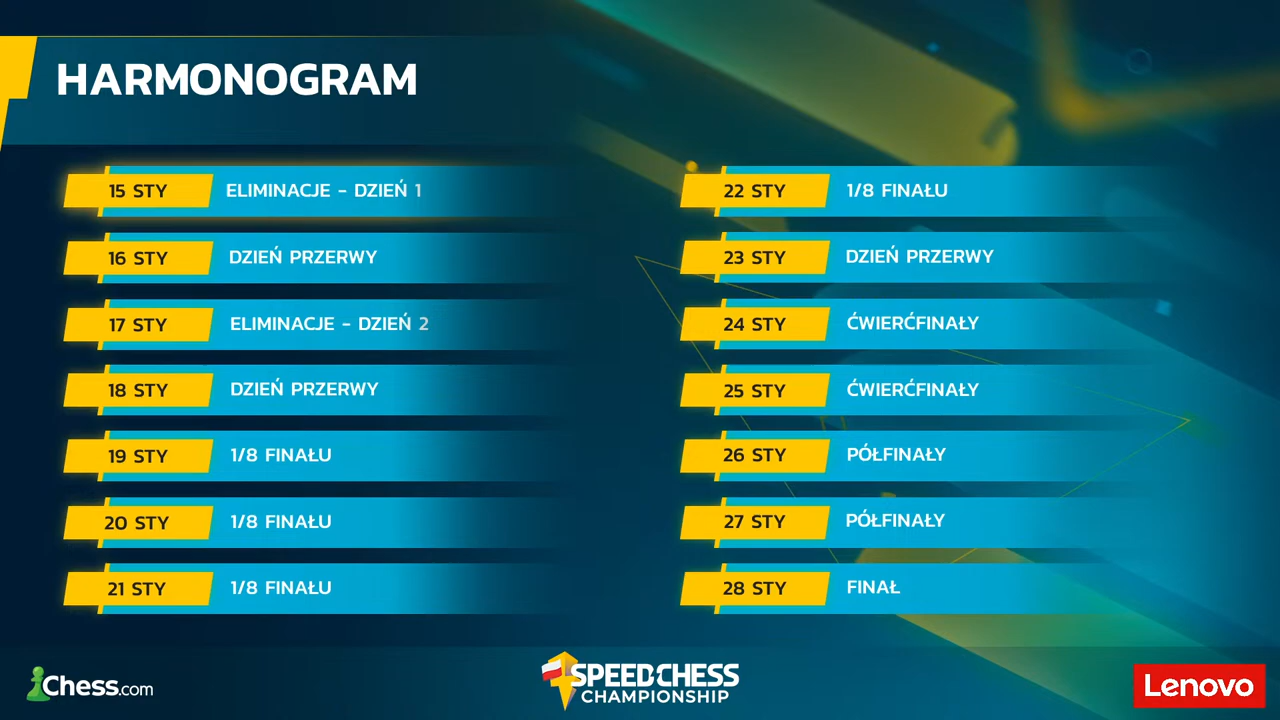 HARMONOGRAM
15 STY ELIMINACJE - DZIEŃ 1
16 STY DZIEŃ PRZERWY
17 STY ELIMINACJE - DZIEŃ 2
18 STY DZIEŃ PRZERWY
19 STY 1/8 FINAŁU
20 STY 1/8 FINAŁU
21 STY 1/8 FINAŁU
22 STY 1/8 FINAŁU
23 STY DZIEŃ PRZERWY
24 STY ĆWIERĆFINAŁY
25 STY ĆWIERĆFINAŁY
26 STY PÓŁFINAŁY
27 STY PÓŁFINAŁY
28 STY FINAŁ
Chess.com
SPEED CHESS
CHAMPIONSHIP
Lenovo